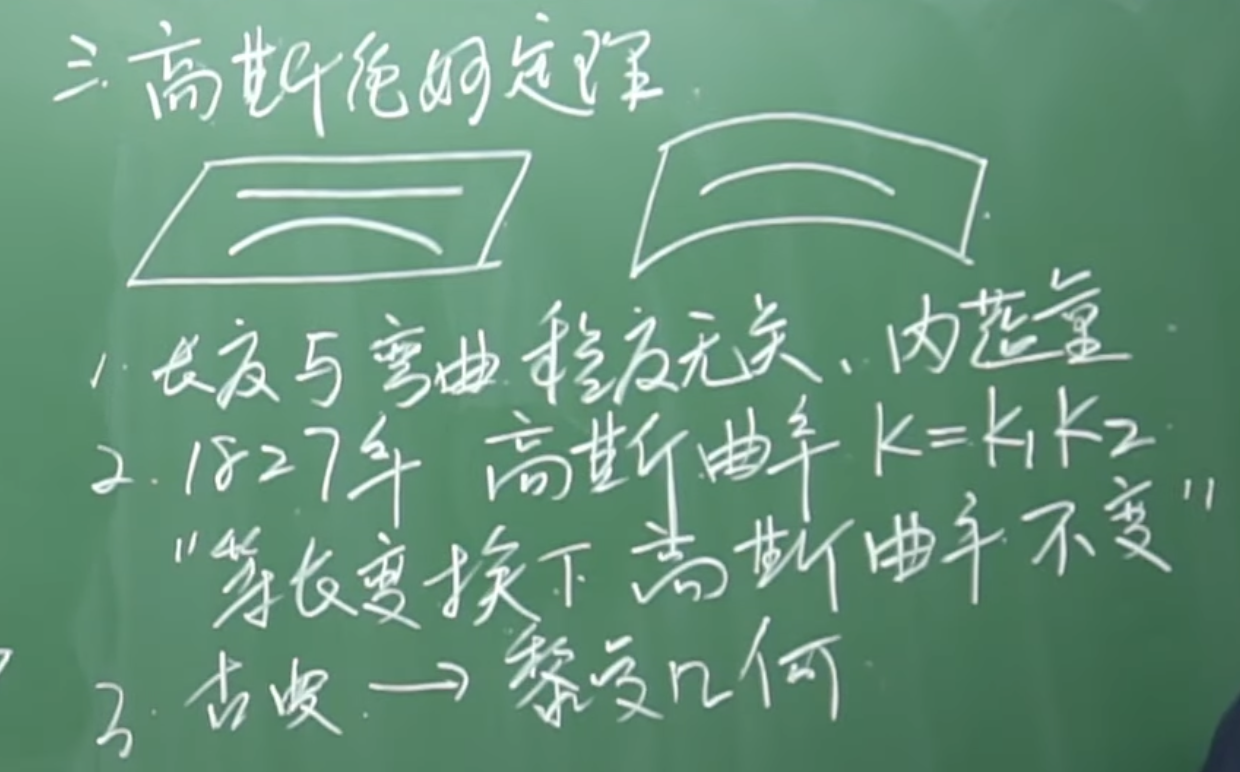 三.高斯绝妙定理
1.长度与弯曲程度无关、内蕴量
2.1827年 高斯曲率 K=k₁k₂
"等长变换下高斯曲率不变"
3.古典→黎曼几何